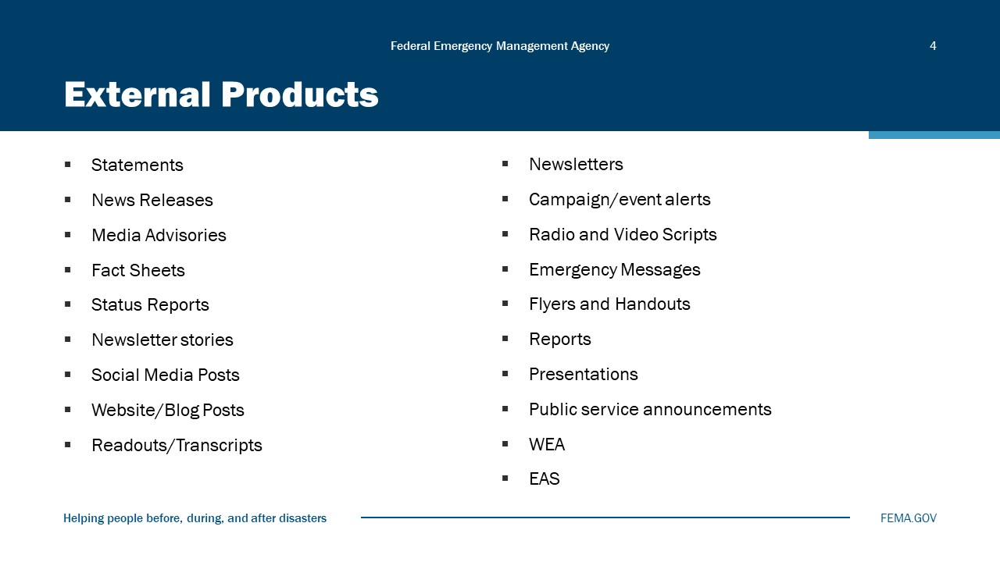 Federal Emergency Management Agency
4
External Products
▪ Statements
▪ News Releases
▪ Media Advisories
▪ Fact Sheets
▪ Status Reports
▪ Newsletter stories
▪ Social Media Posts
▪ Website/Blog Posts
▪ Readouts/Transcripts
▪ Newsletters
▪ Campaign/event alerts
▪ Radio and Video Scripts
▪ Emergency Messages
▪ Flyers and Handouts
▪ Reports
▪ Presentations
▪ Public service announcements
▪ WEA
▪ EAS
Helping people before, during, and after disasters
FEMA.GOV